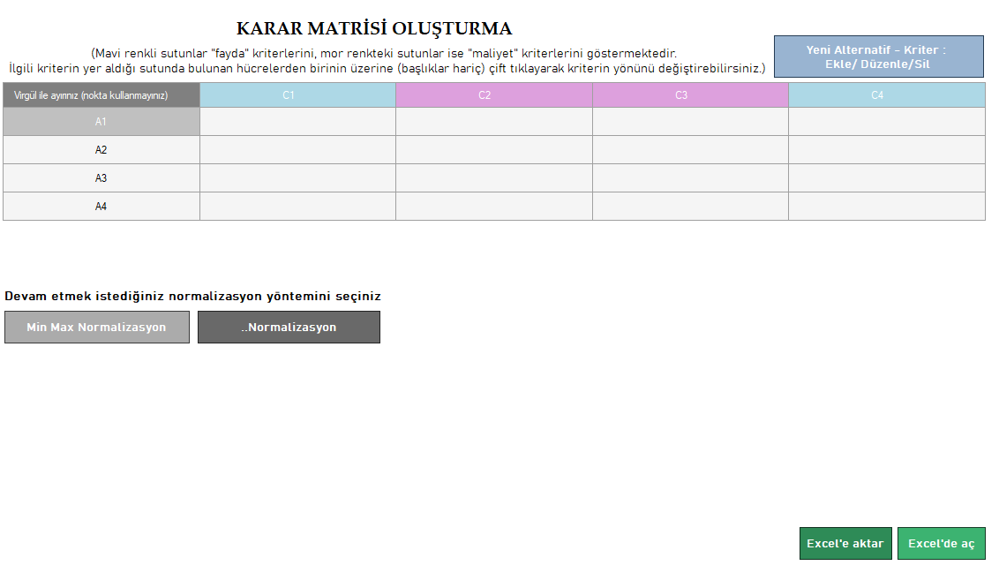 KARAR MATRİSİ OLUŞTURMA
(Mavi renkli sutunlar "fayda" kriterlerini, mor renkteki sutunlar ise "maliyet" kriterlerini göstermektedir.
İlgili kriterin yer aldığı sutunda bulunan hücrelerden birinin üzerine (başlıklar hariç) çift tıklayarak kriterin yönünü değiştirebilirsiniz.)
Yeni Alternatif - Kriter :
Ekle/ Düzenle/Sil
Virgül ile ayırınız (nokta kullanmayınız) C1 C2 C3 C4
A1
A2
A3
A4
Devam etmek istediğiniz normalizasyon yöntemini seçiniz
Min Max Normalizasyon ..Normalizasyon
Excel'e aktar Excel'de aç